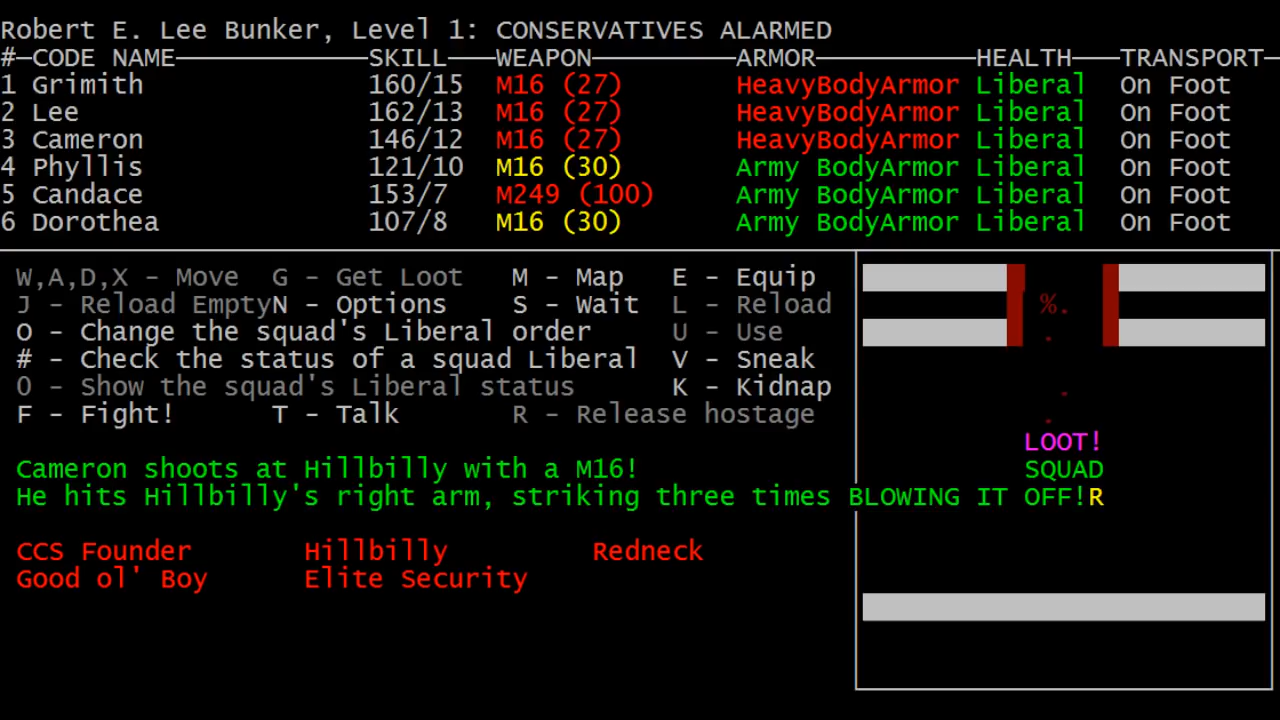 Robert E. Lee Bunker, Level 1: CONSERVATIVES ALARMED
#—CODE NAME————————————SKILL———WEAPON—————————ARMOR——————————HEALTH———TRANSPORT—
1 Grimith 160/15 M16 (27) HeavyBodyArmor Liberal On Foot
2 Lee 162/13 M16 (27) HeavyBodyArmor Liberal On Foot
3 Cameron 146/12 M16 (27) HeavyBodyArmor Liberal On Foot
4 Phyllis 121/10 M16 (30) Army BodyArmor Liberal On Foot
5 Candace 153/7 M249 (100) Army BodyArmor Liberal On Foot
6 Dorothea 107/8 M16 (30) Army BodyArmor Liberal On Foot
W,A,D,X - Move G - Get Loot M - Map E - Equip
J - Reload EmptyN - Options S - Wait L - Reload %.
O - Change the squad's Liberal order U - Use .
# - Check the status of a squad Liberal V - Sneak
0 - Show the squad's Liberal status K - Kidnap .
F - Fight! T - Talk R - Release hostage .
LOOT!
Cameron shoots at Hillbilly with a M16! SQUAD
He hits Hillbilly's right arm, striking three times BLOWING IT OFF!R
CCS Founder Hillbilly Redneck
Good ol' Boy Elite Security